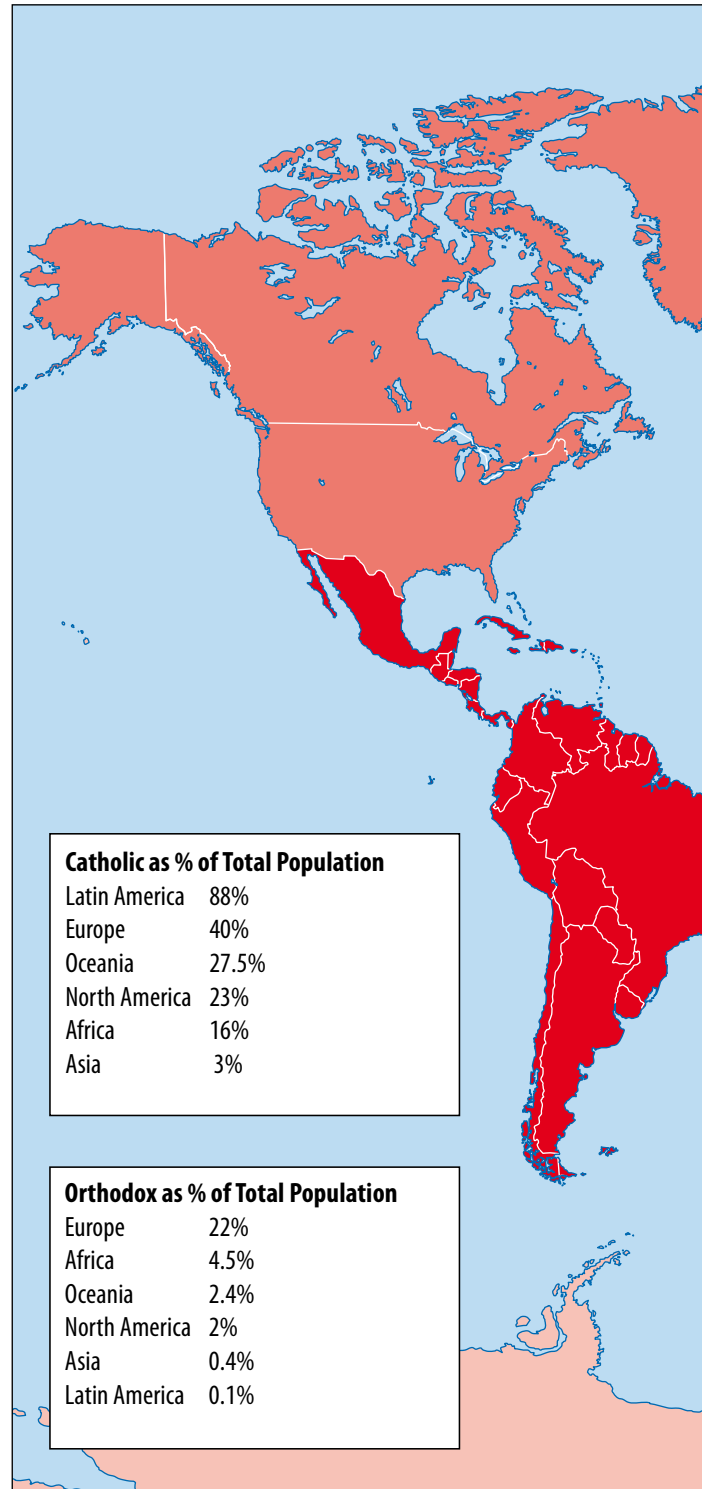 Catholic as % of Total Population
Latin America 88%
Europe 40%
Oceania 27.5%
North America 23%
Africa 16%
Asia 3%
Orthodox as % of Total Population
Europe 22%
Africa 4.5%
Oceania 2.4%
North America 2%
Asia 0.4%
Latin America 0.1%